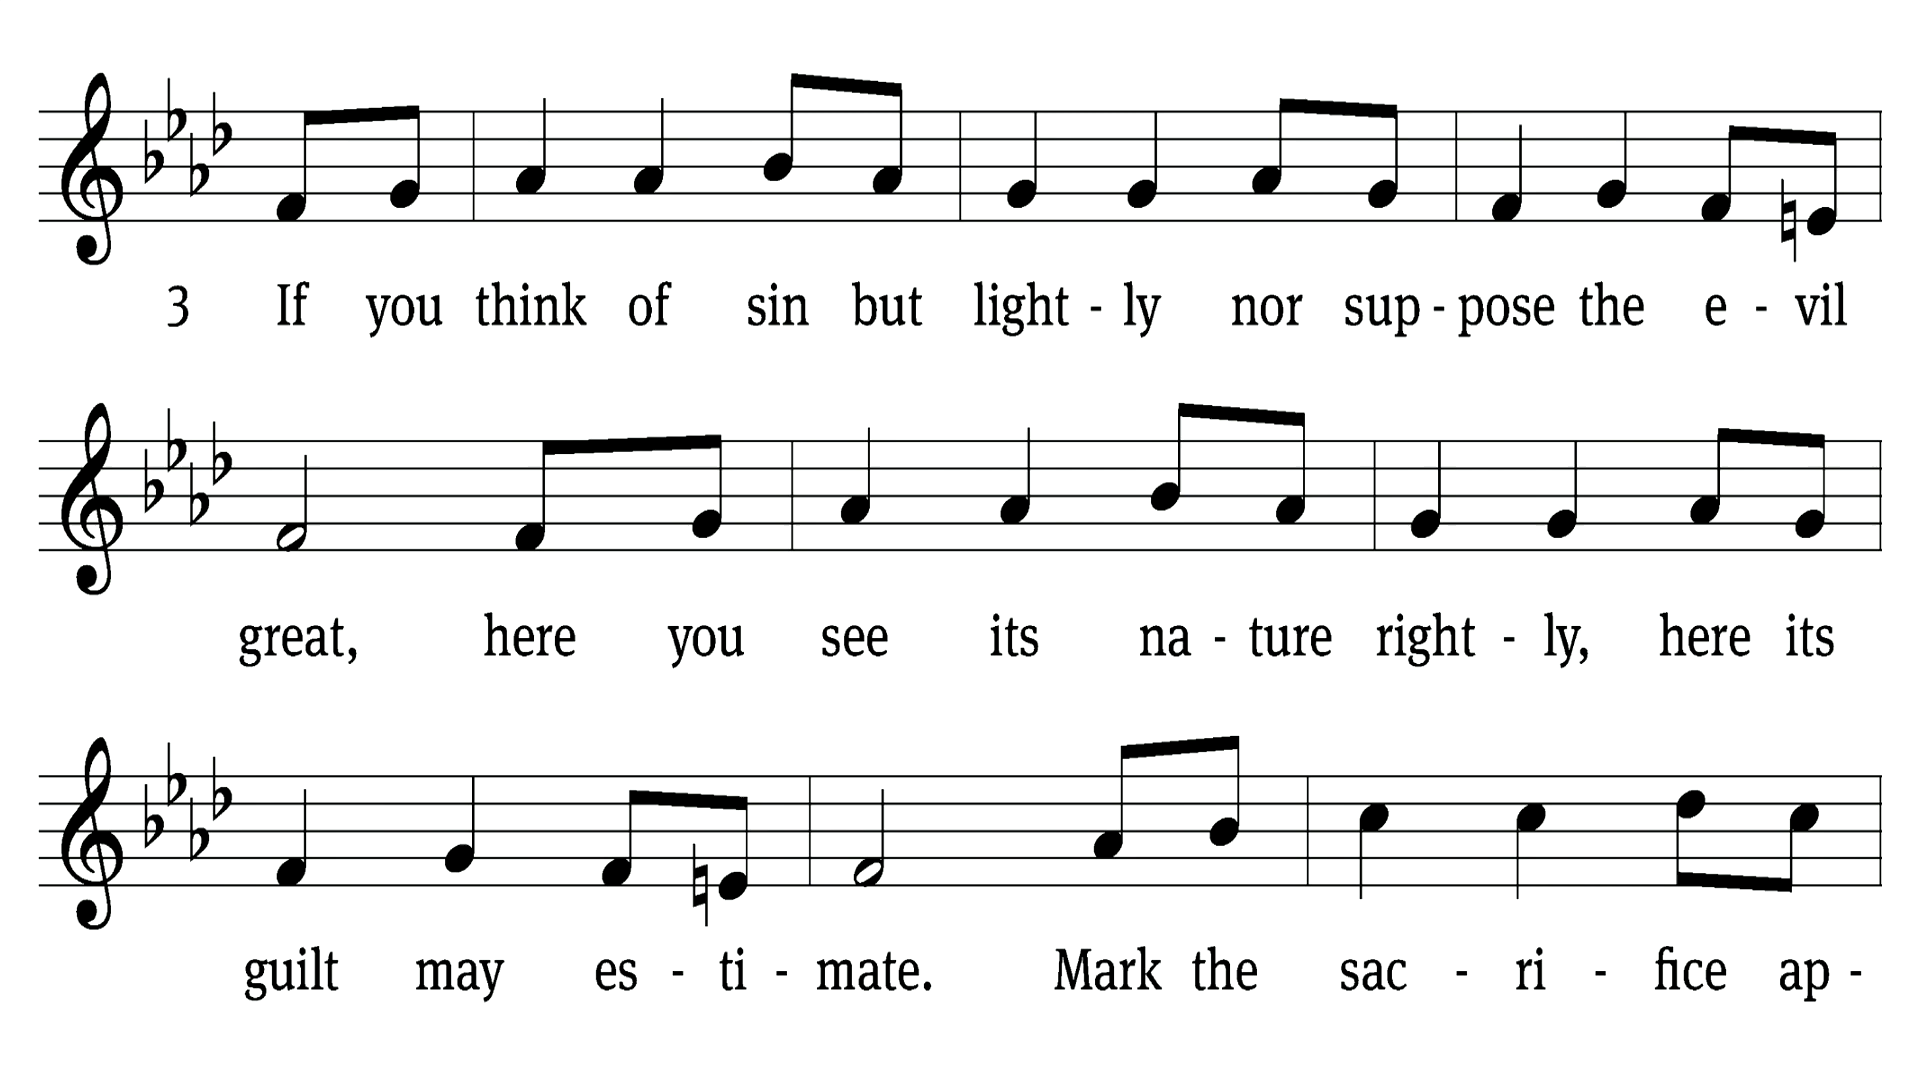 3 If you think of sin but light - ly nor sup - pose the e - vil
great, here you see its na - ture right - ly, here its
guilt may es - ti - mate. Mark the sac - ri - fice ap -